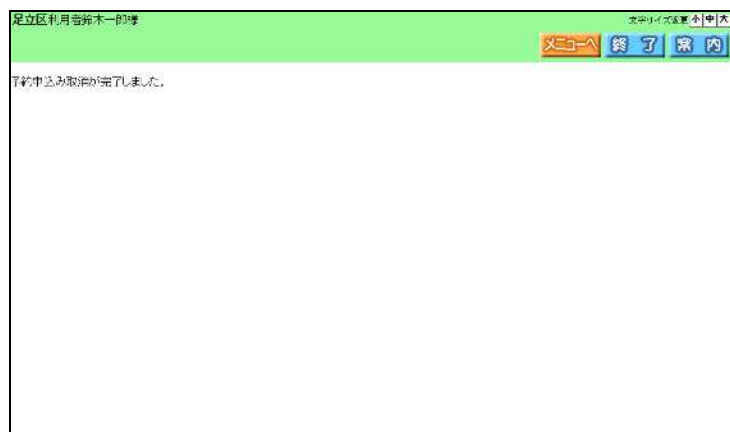 足立区利用者鈴木一郎様
文字サイズ変更 小 中 大
メニューへ 終 了 案 内
予約申込み取消が完了しました。